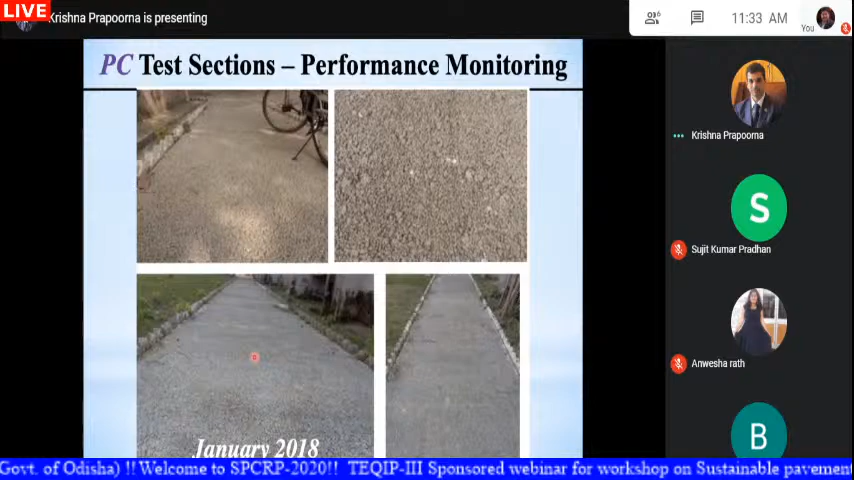 LIVE
Krishna Prapoorna is presenting
6
11:33 AM
You
PC Test Sections – Performance Monitoring
Krishna Prapoorna
S
Sujit Kumar Pradhan
Anwesha rath
B
January 2018
Govt. of Odisha) !! Welcome to SPCRP-2020!! TEQIP-III Sponsored webinar for workshop on Sustainable pavement